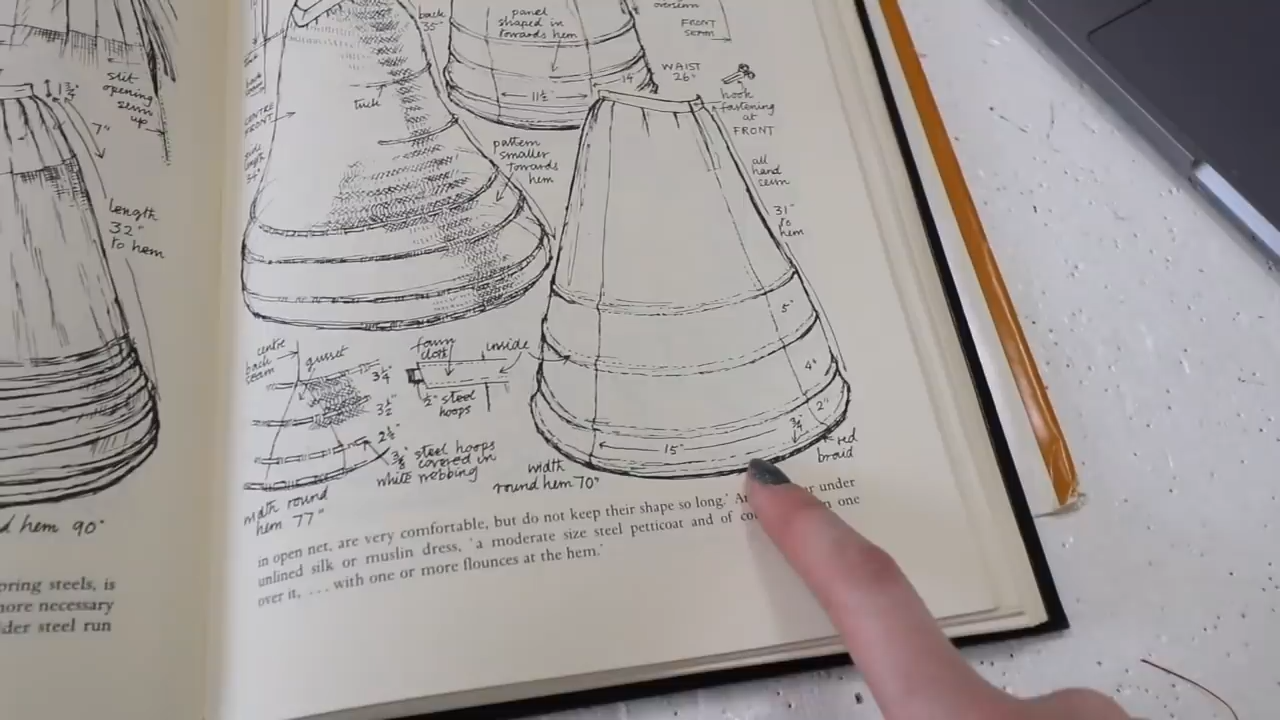 slit
opening
seam
up
1¾"
7"
length
32"
to hem
d hem 90"
pring steels, is
more necessary
der steel run
back
35"
tuck
CENTRE
FRONT
pattern
smaller
towards
hem
panel
shaped in
towards hem
14"
11½"
overseen
FRONT
SEAM
WAIST
26"
hook
fastening
at
FRONT
all
hand
sewn
31"
to
hem
5"
4"
2"
¾"
15"
red
braid
width
round hem 70"
centre
back
seam
gusset
3¼"
3½"
2½"
⅜" steel hoops
covered in
white webbing
width round
hem 77"
inside
½" steel
hoops
in open net, are very comfortable, but do not keep their shape so long.' under
unlined silk or muslin dress, 'a moderate size steel petticoat and of one
over it, . . . with one or more flounces at the hem.'